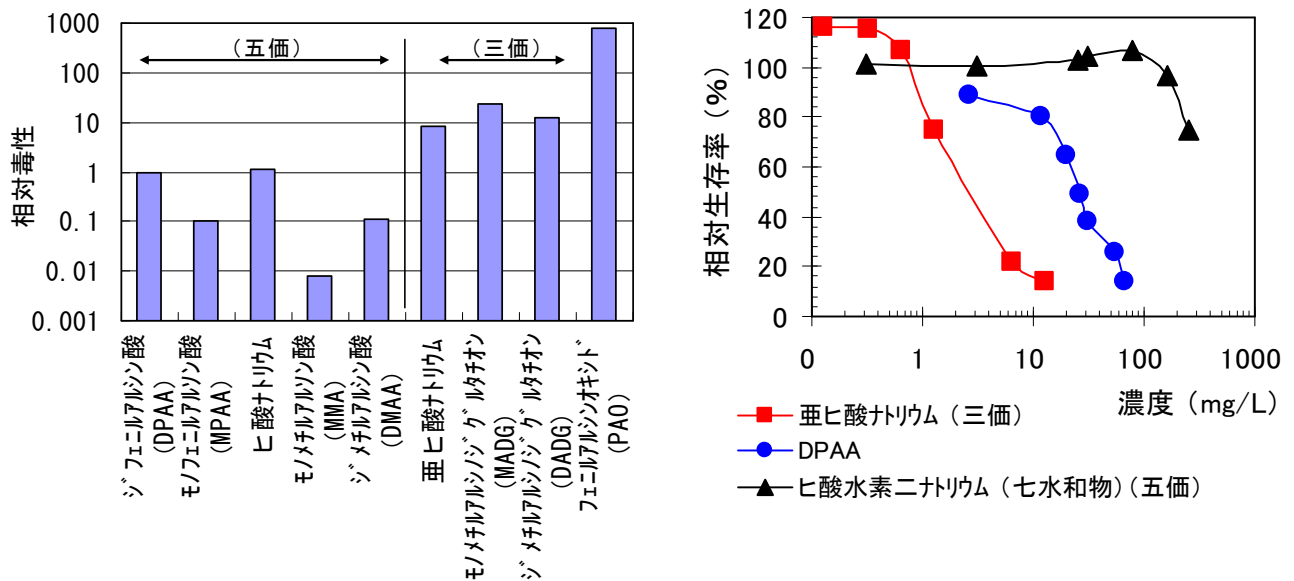 1000
100
10
1
0.1
0.01
0.001
相対毒性
(五価)
(三価)
ジフェニルアルシン酸
(DPAA)
モノフェニルアルソン酸
(MPAA)
ヒ酸ナトリウム
モノメチルアルソン酸
(MMA)
ジメチルアルシン酸
(DMAA)
亜ヒ酸ナトリウム
モノメチルアルシノジグルタチオン
(MADG)
ジメチルアルシノジグルタチオン
(DADG)
フェニルアルシンオキシド
(PAO)
120
100
80
60
40
20
0
相対生存率 (%)
0 1 10 100 1000
濃度 (mg/L)
亜ヒ酸ナトリウム (三価)
DPAA
ヒ酸水素二ナトリウム (七水和物) (五価)